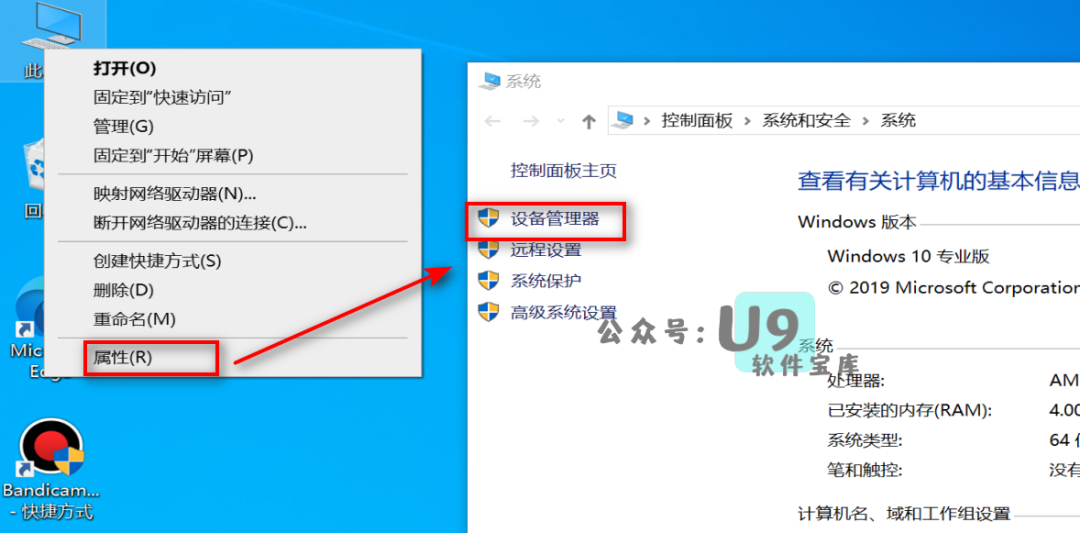 此
打开(O)
固定到"快速访问"
管理(G)
固定到"开始"屏幕(P)
映射网络驱动器(N)...
断开网络驱动器的连接(C)...
创建快捷方式(S)
删除(D)
重命名(M)
属性(R)
回
Mic
Edge
Bandicam...
- 快捷方式
系统
控制面板 › 系统和安全 › 系统
控制面板主页
设备管理器
远程设置
系统保护
高级系统设置
查看有关计算机的基本信息
Windows 版本
Windows 10 专业版
© 2019 Microsoft Corporation
系统
处理器: AM
已安装的内存(RAM): 4.00
系统类型: 64
笔和触控: 没有
计算机名、域和工作组设置
公众号: U9
软件宝库